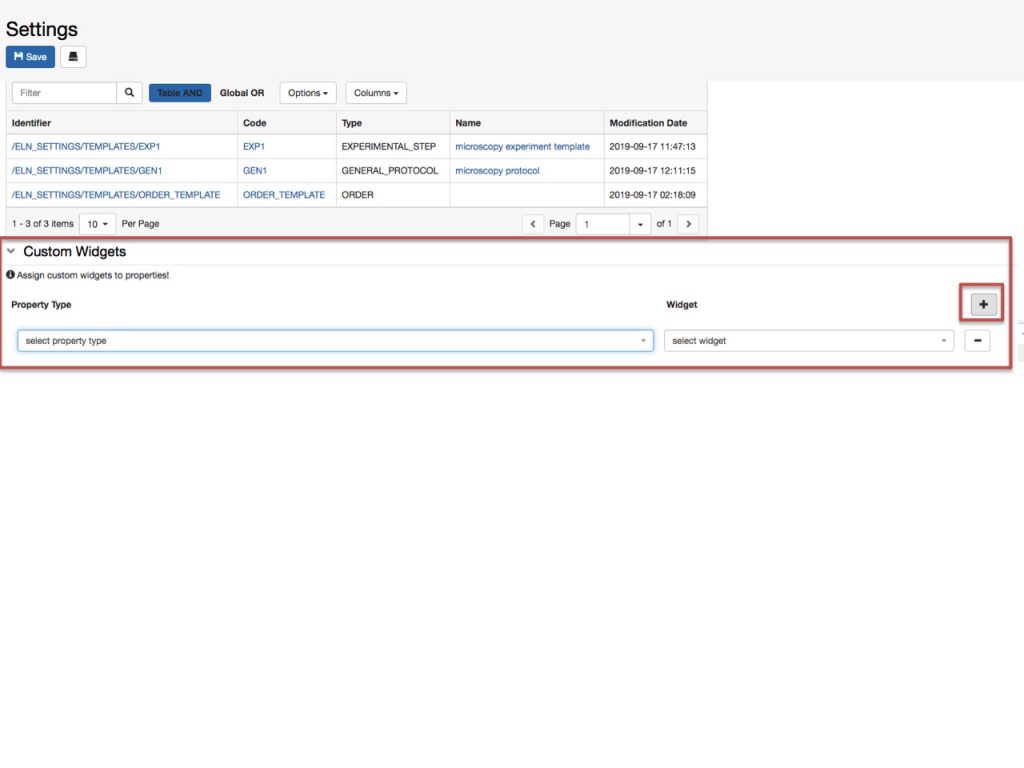 Settings
Save
Filter Table AND Global OR Options Columns
Identifier Code Type Name Modification Date
/ELN_SETTINGS/TEMPLATES/EXP1 EXP1 EXPERIMENTAL_STEP microscopy experiment template 2019-09-17 11:47:13
/ELN_SETTINGS/TEMPLATES/GEN1 GEN1 GENERAL_PROTOCOL microscopy protocol 2019-09-17 12:11:15
/ELN_SETTINGS/TEMPLATES/ORDER_TEMPLATE ORDER_TEMPLATE ORDER 2019-09-17 02:18:09
1 - 3 of 3 items 10 Per Page Page 1 of 1
Custom Widgets
Assign custom widgets to properties!
Property Type Widget
select property type select widget